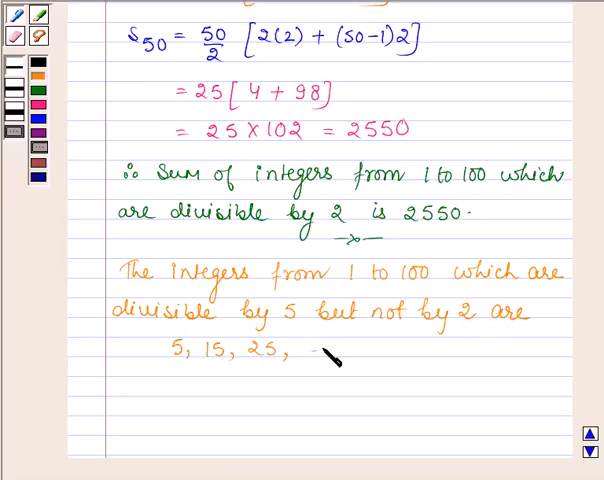 S50 = 50/2 [2(2) + (50-1)2]
= 25 [ 4 + 98]
= 25 × 102 = 2550
∴ Sum of integers from 1 to 100 which
are divisible by 2 is 2550.
The integers from 1 to 100 which are
divisible by 5 but not by 2 are
5, 15, 25, -